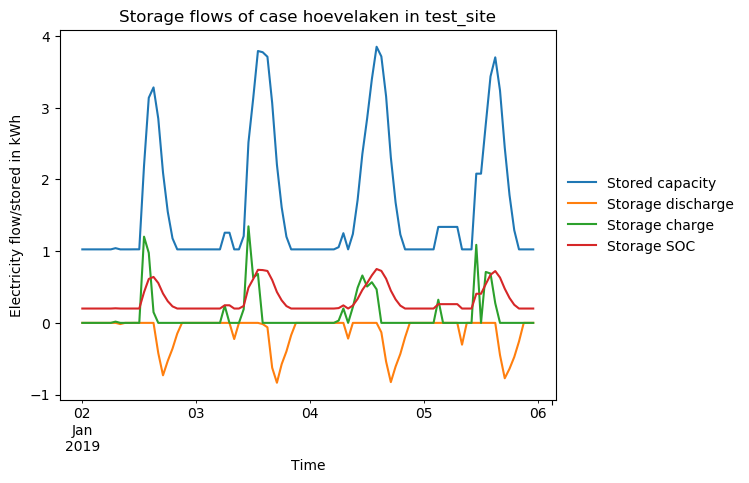 Storage flows of case hoevelaken in test_site
Electricity flow/stored in kWh
4
3
2
1
0
−1
02
03
04
05
06
Jan
2019
Time
Stored capacity
Storage discharge
Storage charge
Storage SOC